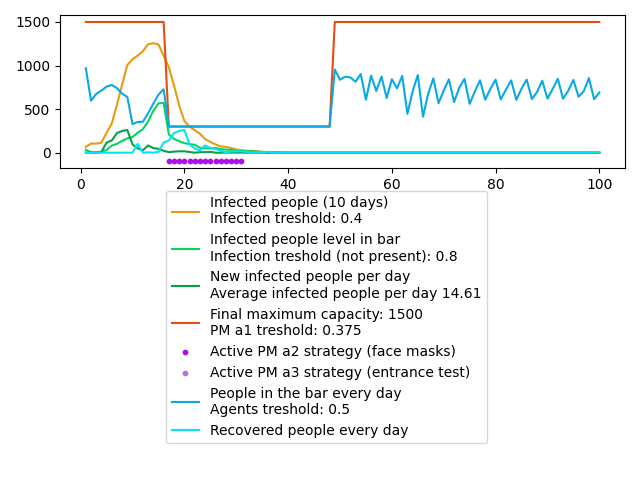 1500
1000
500
0
0 20 40 60 80 100
Infected people (10 days)
Infection treshold: 0.4
Infected people level in bar
Infection treshold (not present): 0.8
New infected people per day
Average infected people per day 14.61
Final maximum capacity: 1500
PM a1 treshold: 0.375
Active PM a2 strategy (face masks)
Active PM a3 strategy (entrance test)
People in the bar every day
Agents treshold: 0.5
Recovered people every day